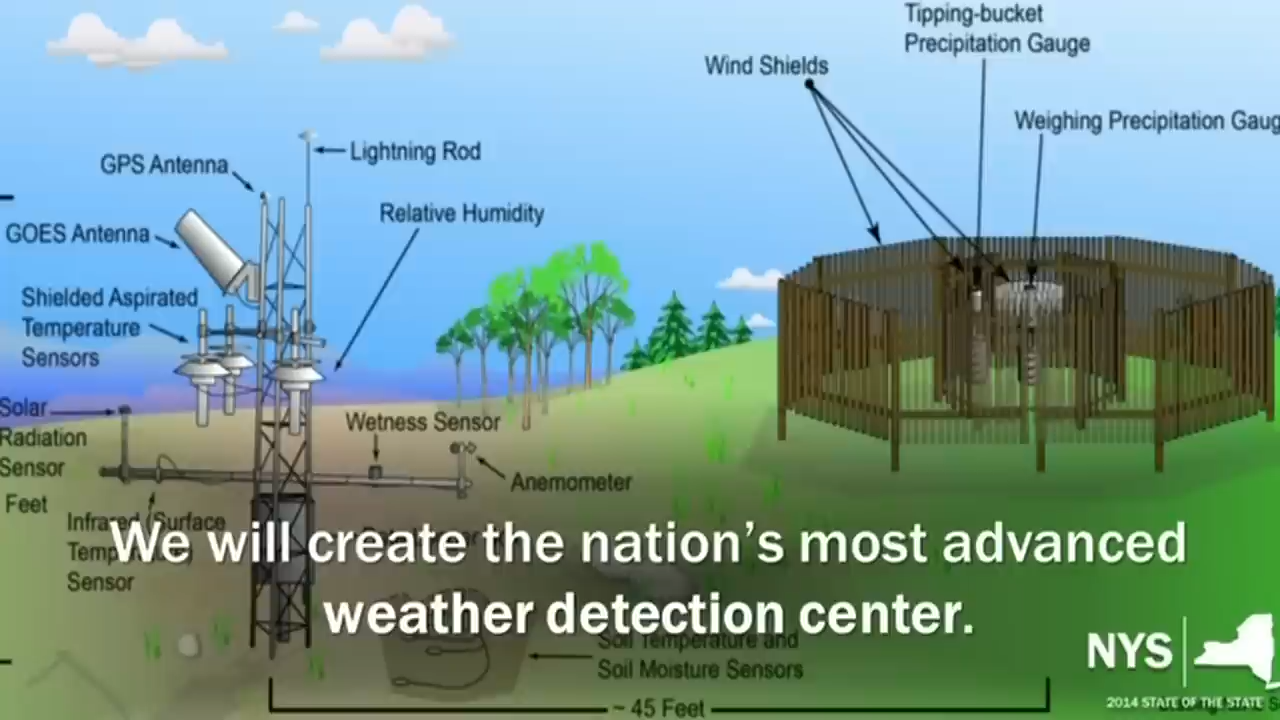 Tipping-bucket
Precipitation Gauge
Wind Shields
Weighing Precipitation Gaug
Lightning Rod
GPS Antenna
Relative Humidity
GOES Antenna
Shielded Aspirated
Temperature
Sensors
Solar
Radiation
Sensor
Wetness Sensor
Anemometer
Feet
Infrared (Surface
Sensor
We will create the nation’s most advanced
weather detection center.
Soil Temperature and
Soil Moisture Sensors
~ 45 Feet
NYS
2014 STATE OF THE STATE